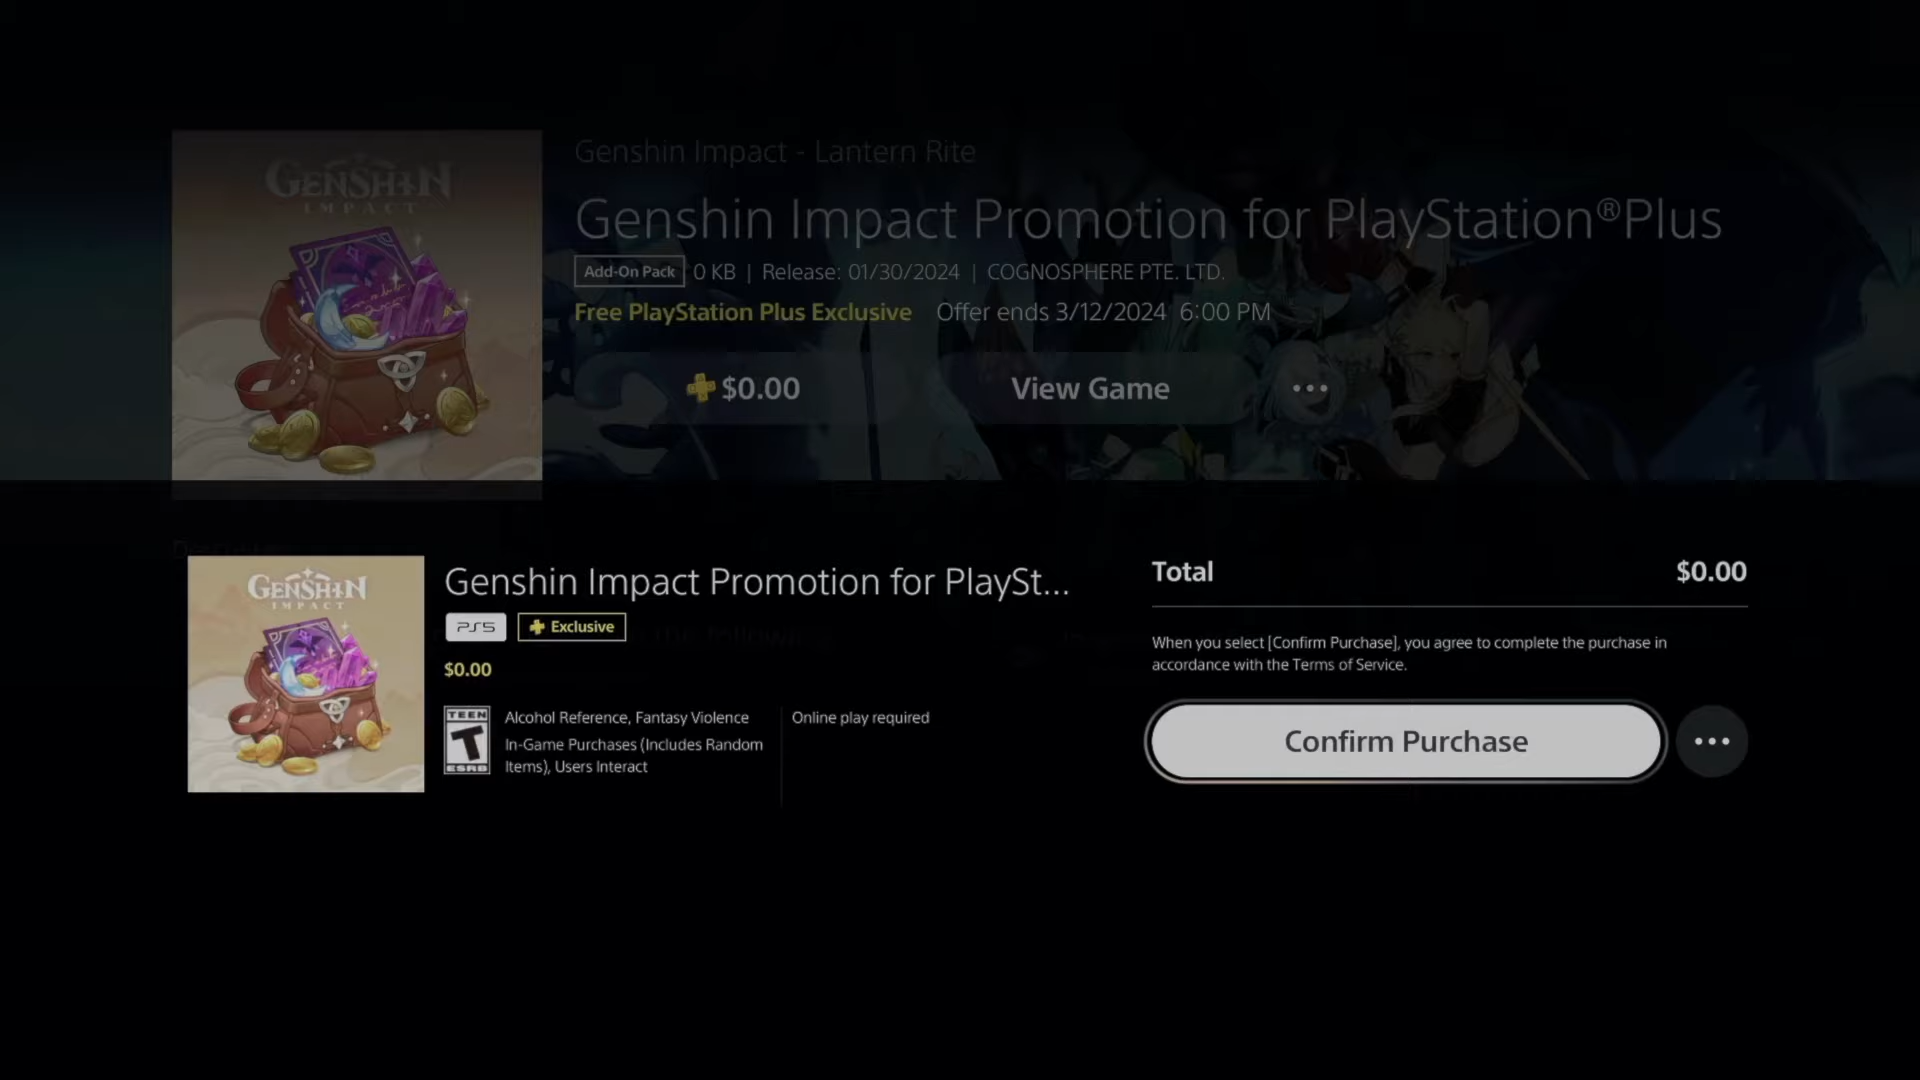 GENSHIN
IMPACT
Genshin Impact - Lantern Rite
Genshin Impact Promotion for PlayStation®Plus
Add-On Pack 0 KB | Release: 01/30/2024 | COGNOSPHERE PTE. LTD.
Free PlayStation Plus Exclusive Offer ends 3/12/2024 6:00 PM
$0.00 View Game
GENSHIN
IMPACT
Genshin Impact Promotion for PlaySt...
PS5 Exclusive
$0.00
TEEN
T
ESRB
Alcohol Reference, Fantasy Violence
In-Game Purchases (Includes Random
Items), Users Interact
Online play required
Total $0.00
When you select [Confirm Purchase], you agree to complete the purchase in
accordance with the Terms of Service.
Confirm Purchase